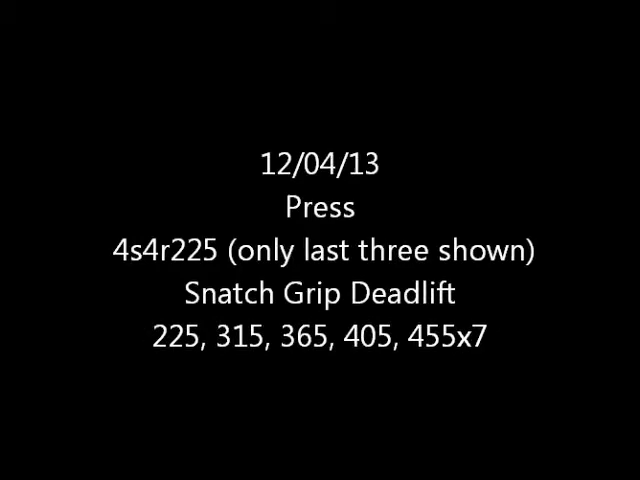 12/04/13
Press
4s4r225 (only last three shown)
Snatch Grip Deadlift
225, 315, 365, 405, 455x7